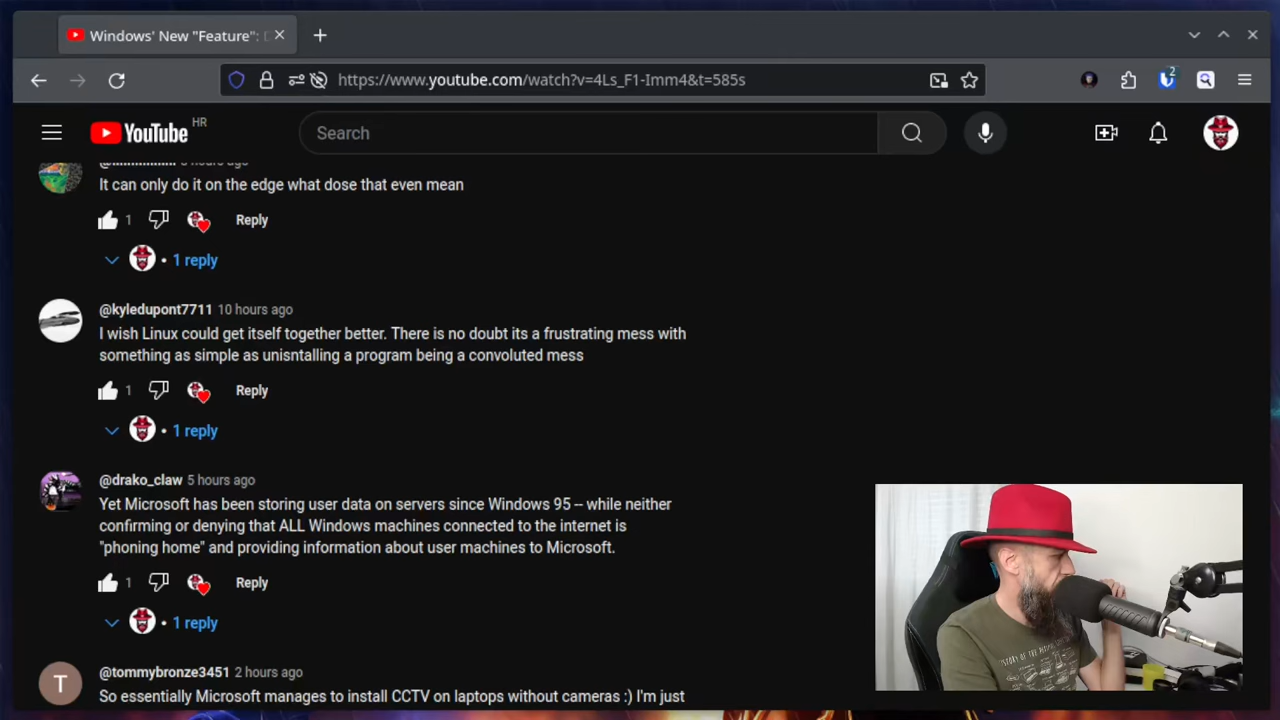 Windows' New "Feature":
https://www.youtube.com/watch?v=4Ls_F1-Imm4&t=585s
2
YouTube HR
Search
It can only do it on the edge what dose that even mean
1 Reply
• 1 reply
@kyledupont7711 10 hours ago
I wish Linux could get itself together better. There is no doubt its a frustrating mess with
something as simple as unisntalling a program being a convoluted mess
1 Reply
• 1 reply
@drako_claw 5 hours ago
Yet Microsoft has been storing user data on servers since Windows 95 -- while neither
confirming or denying that ALL Windows machines connected to the internet is
"phoning home" and providing information about user machines to Microsoft.
1 Reply
• 1 reply
T
@tommybronze3451 2 hours ago
So essentially Microsoft manages to install CCTV on laptops without cameras :) I'm just